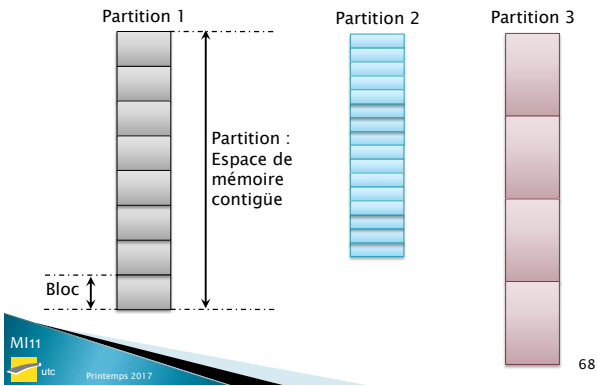 Partition 1
Partition 2
Partition 3
Partition :
Espace de
mémoire
contigüe
Bloc
MI11
utc
Printemps 2017
68